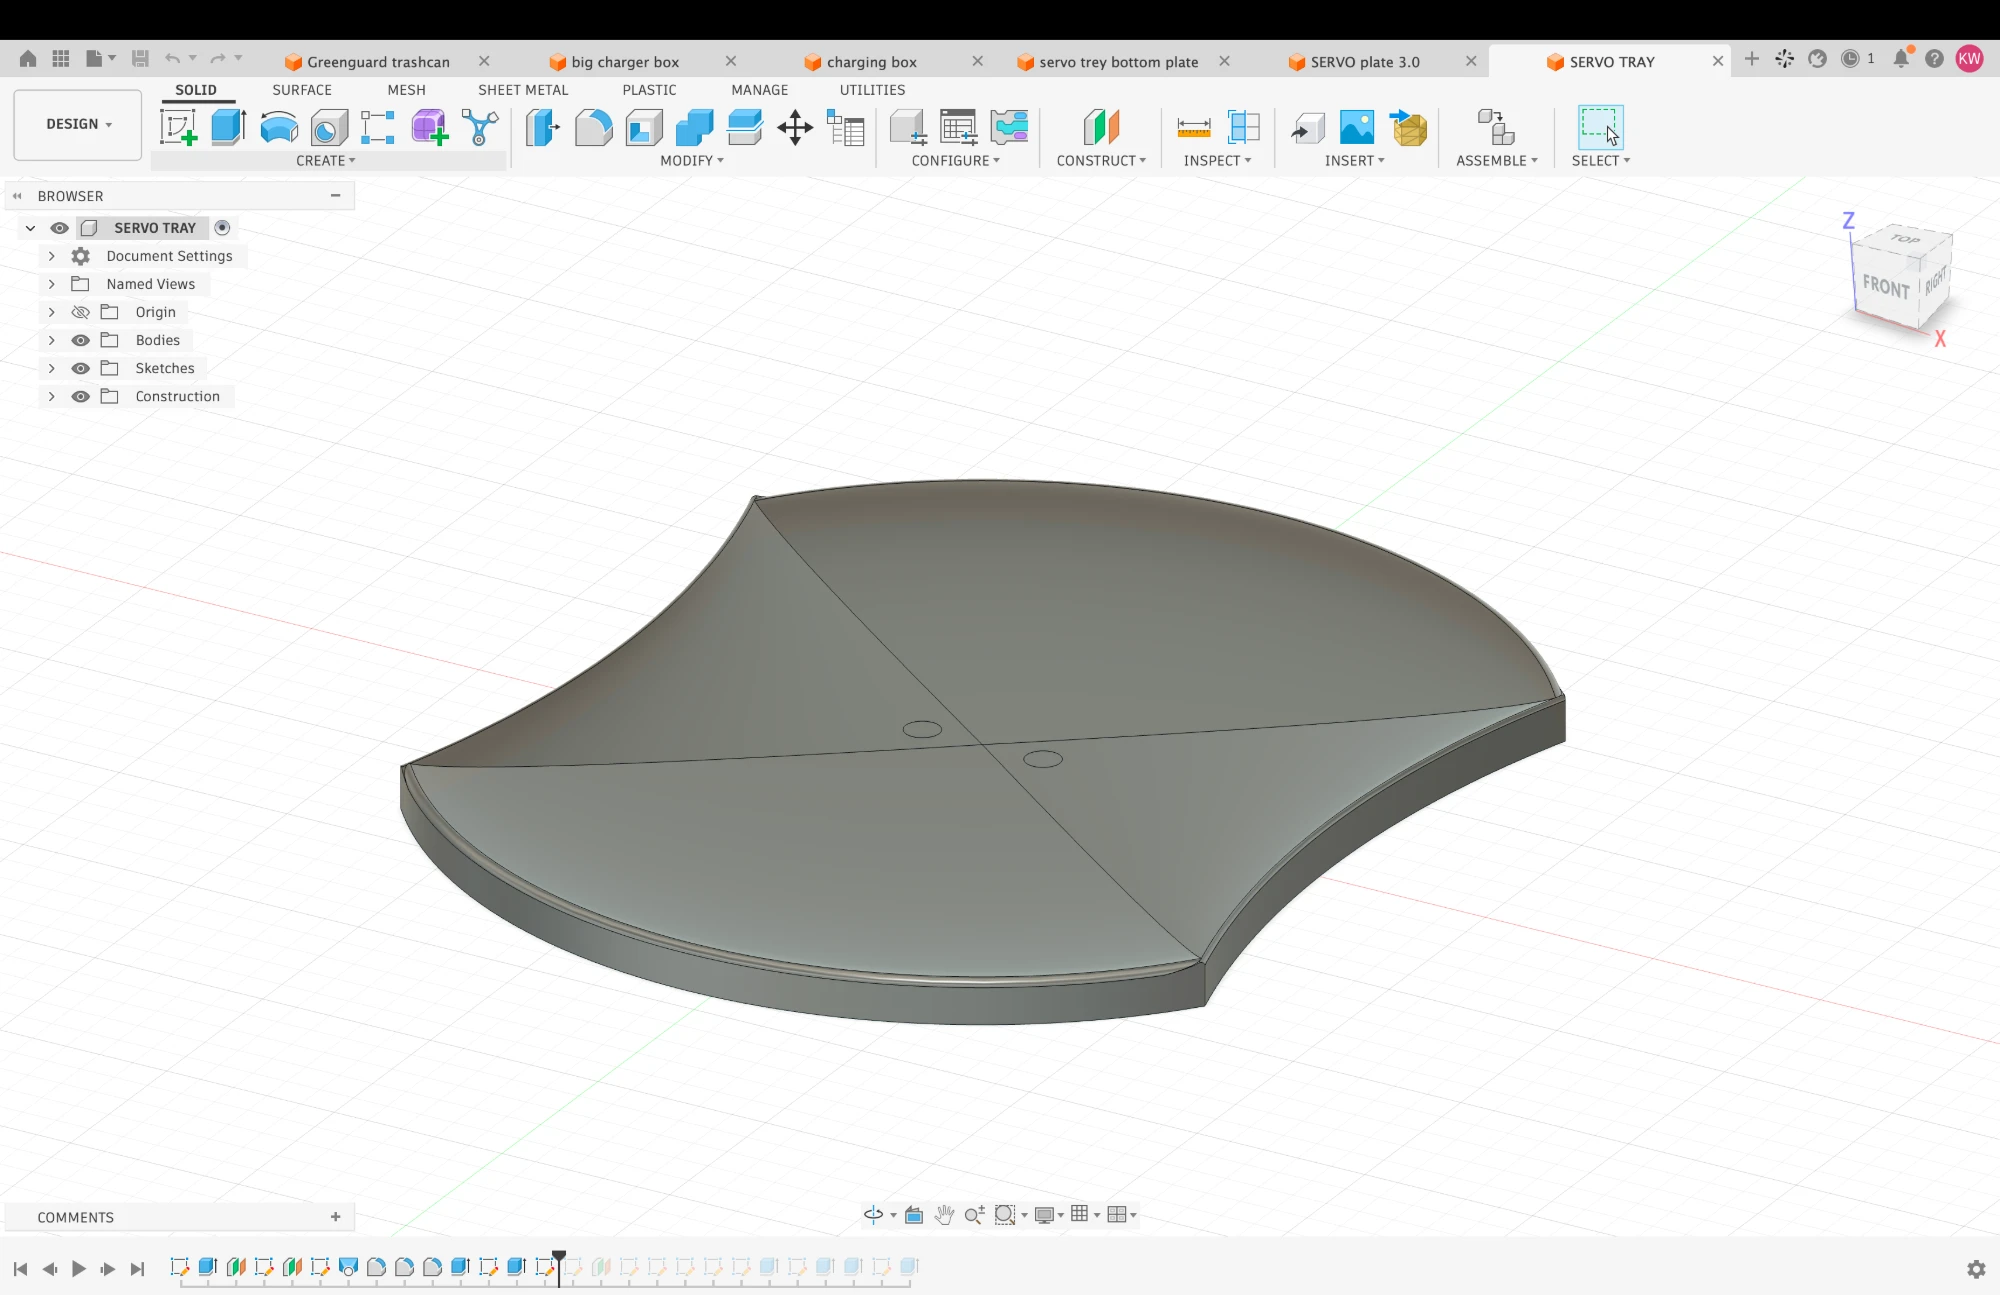 Greenguard trashcan
big charger box
charging box
servo trey bottom plate
SERVO plate 3.0
SERVO TRAY
1
KW
DESIGN
SOLID
SURFACE
MESH
SHEET METAL
PLASTIC
MANAGE
UTILITIES
CREATE
MODIFY
CONFIGURE
CONSTRUCT
INSPECT
INSERT
ASSEMBLE
SELECT
BROWSER
SERVO TRAY
Document Settings
Named Views
Origin
Bodies
Sketches
Construction
Z
TOP
FRONT
RIGHT
X
COMMENTS